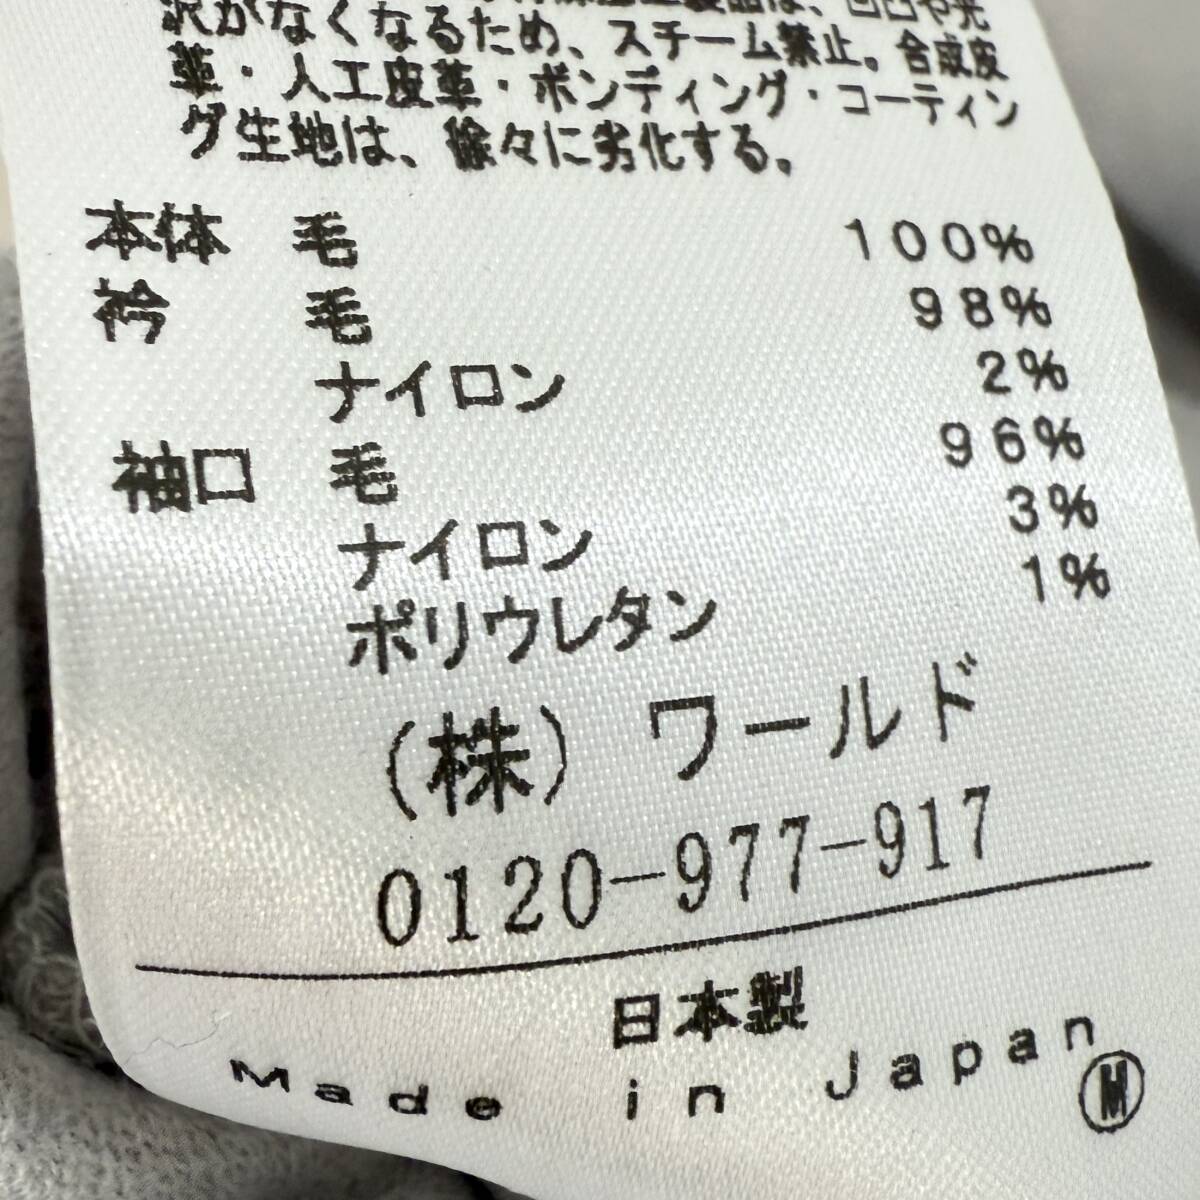 沢がなくなるため、スチーム禁止。合成皮
革・人工皮革・ボンディング・コーティン
グ生地は、徐々に劣化する。
本体 毛 100%
衿 毛 98%
ナイロン 2%
袖口 毛 96%
ナイロン 3%
ポリウレタン 1%
(株) ワールド
0120-977-917
日本製
Made in Japan
M